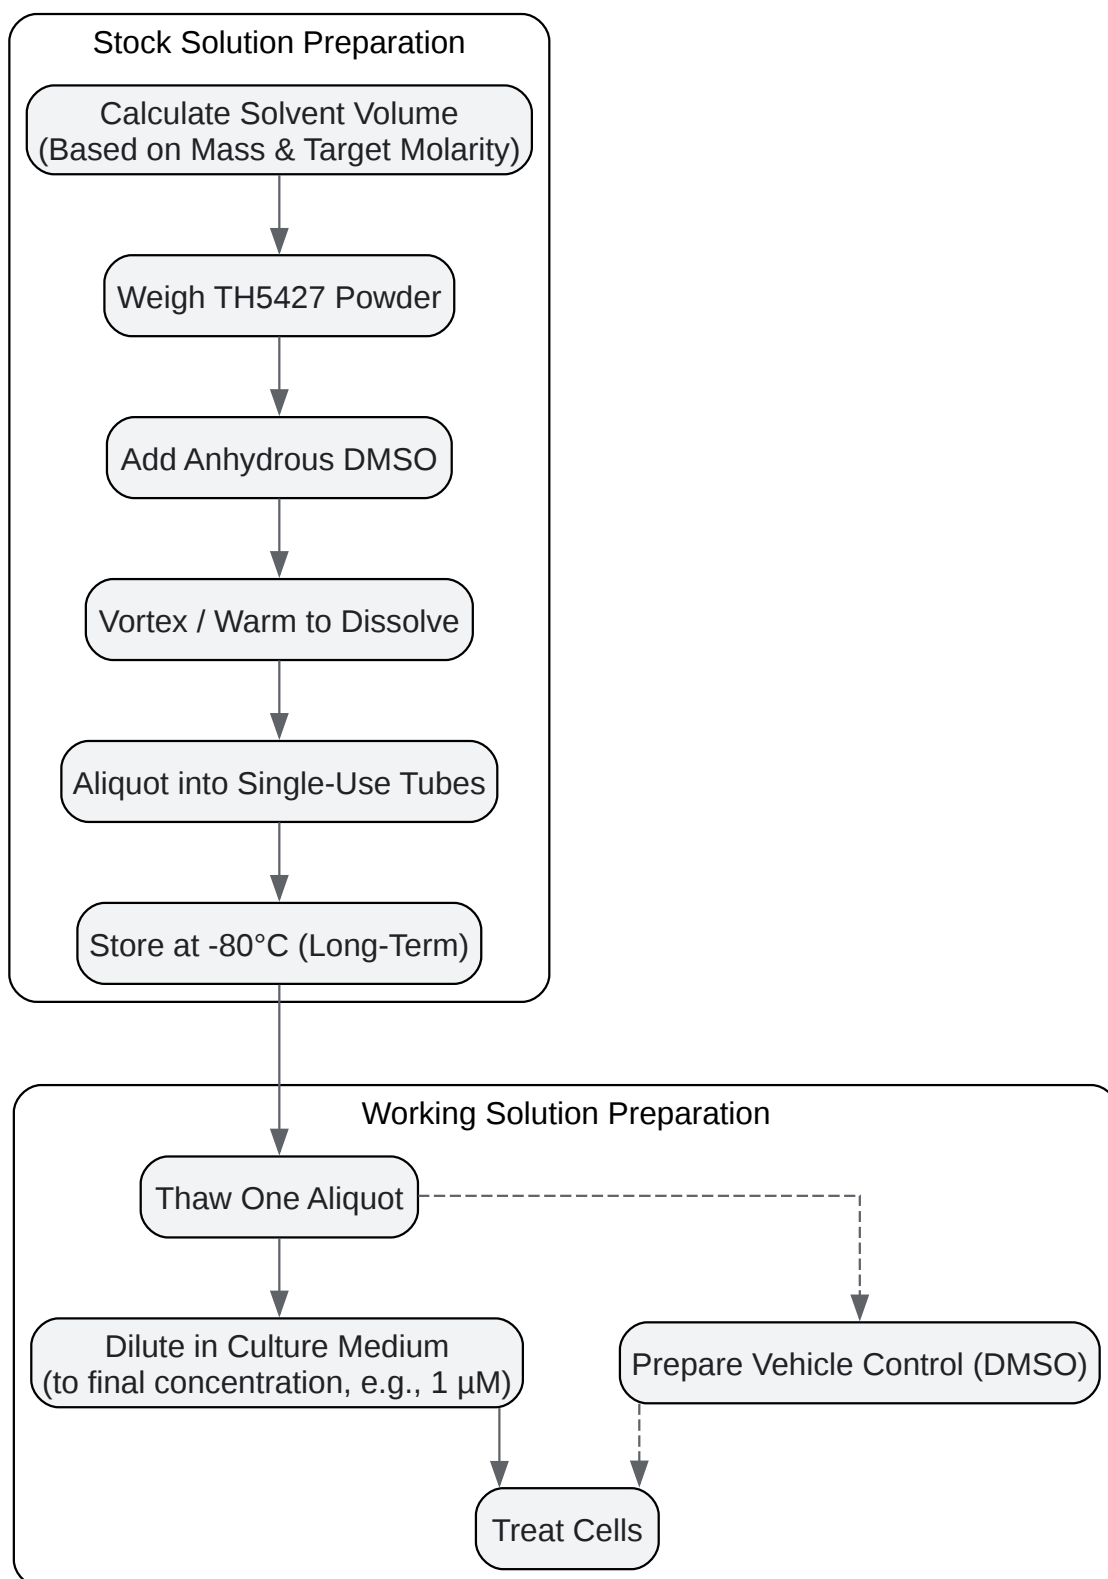 Stock Solution Preparation
Calculate Solvent Volume
(Based on Mass & Target Molarity)
Weigh TH5427 Powder
Add Anhydrous DMSO
Vortex / Warm to Dissolve
Aliquot into Single-Use Tubes
Store at -80°C (Long-Term)
Working Solution Preparation
Thaw One Aliquot
Dilute in Culture Medium
(to final concentration, e.g., 1 µM)
Prepare Vehicle Control (DMSO)
Treat Cells